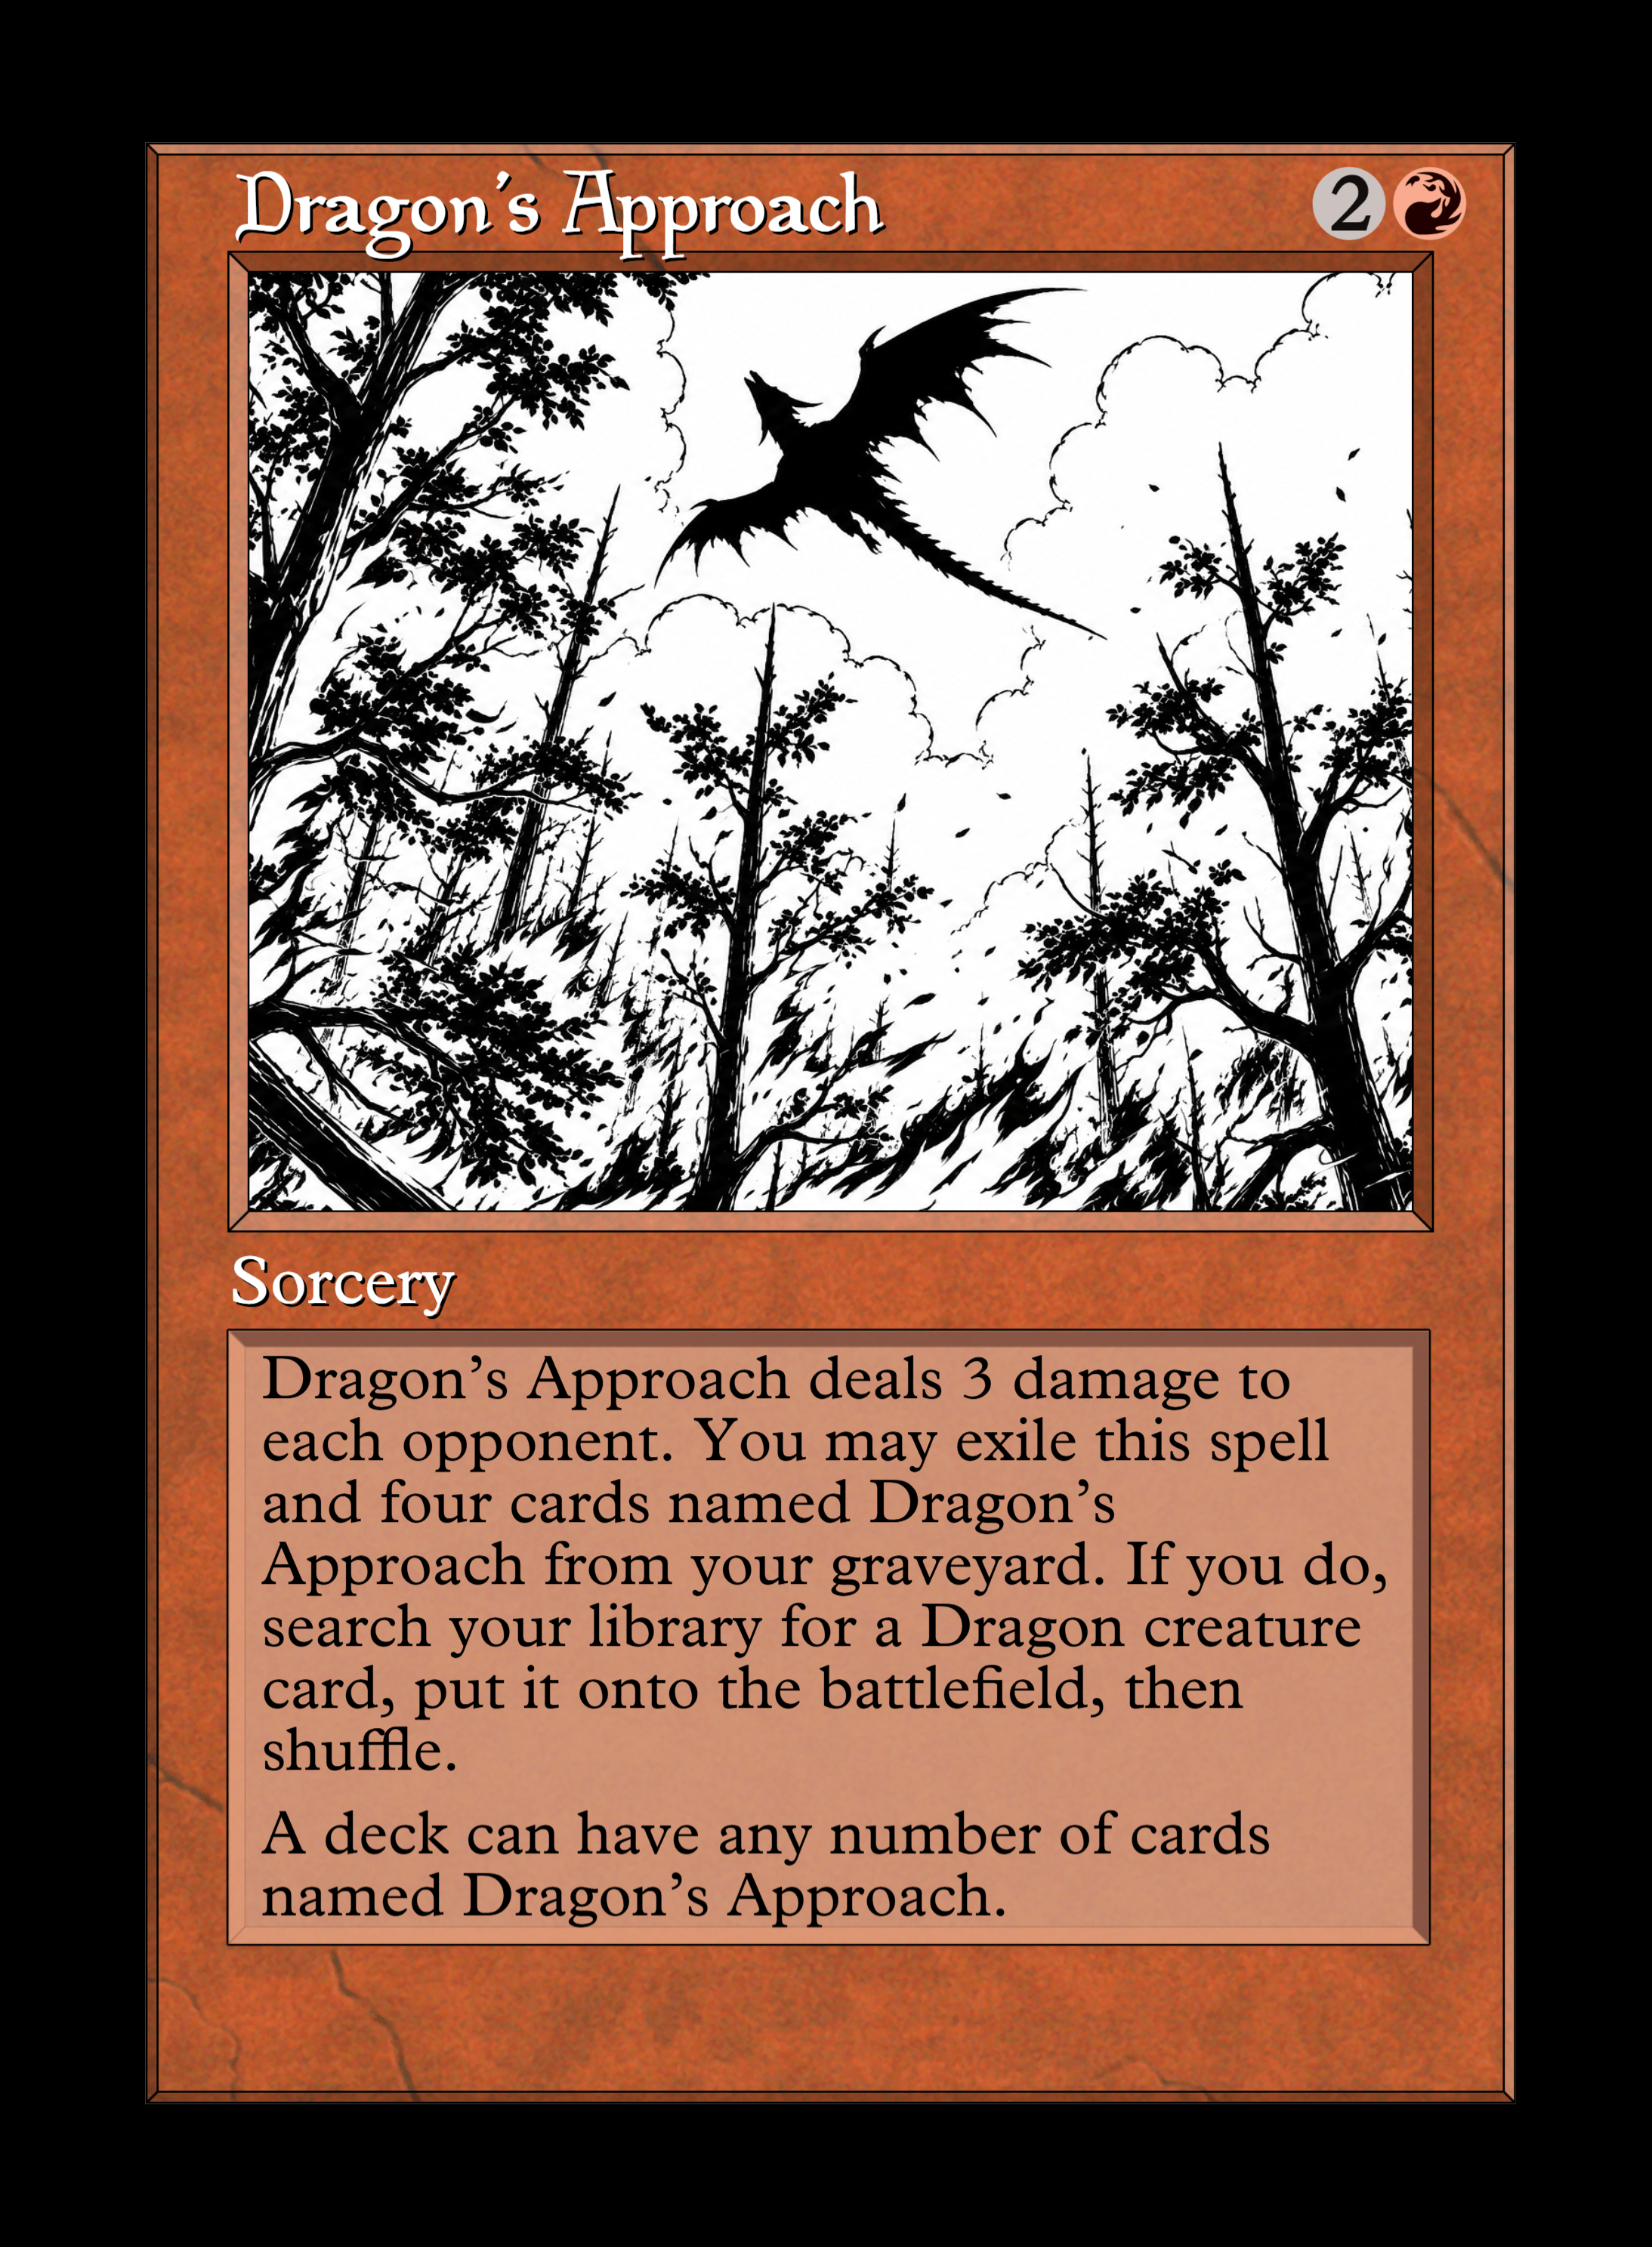 Dragon's Approach 2
Sorcery
Dragon's Approach deals 3 damage to
each opponent. You may exile this spell
and four cards named Dragon's
Approach from your graveyard. If you do,
search your library for a Dragon creature
card, put it onto the battlefield, then
shuffle.
A deck can have any number of cards
named Dragon's Approach.